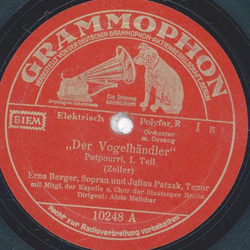 GRAMMOPHON
HERGESTELLT VON DER DEUTSCHEN GRAMMOPHON-AKTIENGESELLSCHAFT
Elektrisch Polyfar. R
Orchester
m. Gesang
I E
BIEM
„Der Vogelhändler"
Potpourri, 1. Teil
(Zeller)
Erna Berger, Sopran und Julius Patzak, Tenor
mit Mitgl. der Kapelle u. Chor der Staatsoper Berlin
Dirigent: Alois Melichar
10248 A
Nicht zur Radioverbreitung vorbehalten